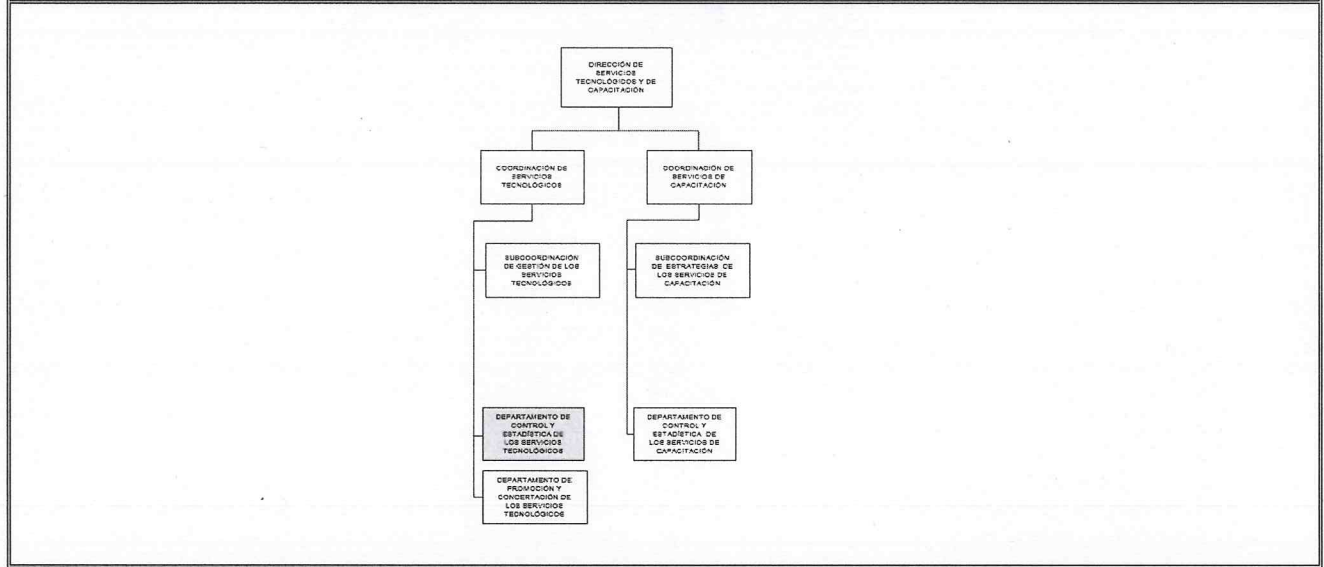 DIRECCIÓN DE
SERVICIOS
TECNOLÓGICOS Y DE
CAPACITACIÓN
COORDINACIÓN DE
SERVICIOS
TECNOLÓGICOS
COORDINACIÓN DE
SERVICIOS DE
CAPACITACIÓN
SUBCOORDINACIÓN
DE GESTIÓN DE LOS
SERVICIOS
TECNOLÓGICOS
SUBCOORDINACIÓN
DE ESTRATEGIAS DE
LOS SERVICIOS DE
CAPACITACIÓN
DEPARTAMENTO DE
CONTROL Y
ESTADÍSTICA DE
LOS SERVICIOS
TECNOLÓGICOS
DEPARTAMENTO DE
CONTROL Y
ESTADÍSTICA DE
LOS SERVICIOS DE
CAPACITACIÓN
DEPARTAMENTO DE
PROMOCIÓN Y
CONCERTACIÓN DE
LOS SERVICIOS
TECNOLÓGICOS